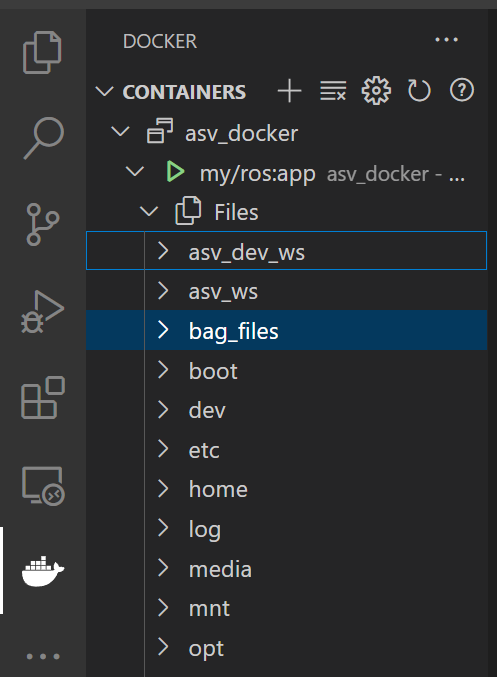 DOCKER
CONTAINERS
asv_docker
my/ros:app asv_docker - ...
Files
asv_dev_ws
asv_ws
bag_files
boot
dev
etc
home
log
media
mnt
opt